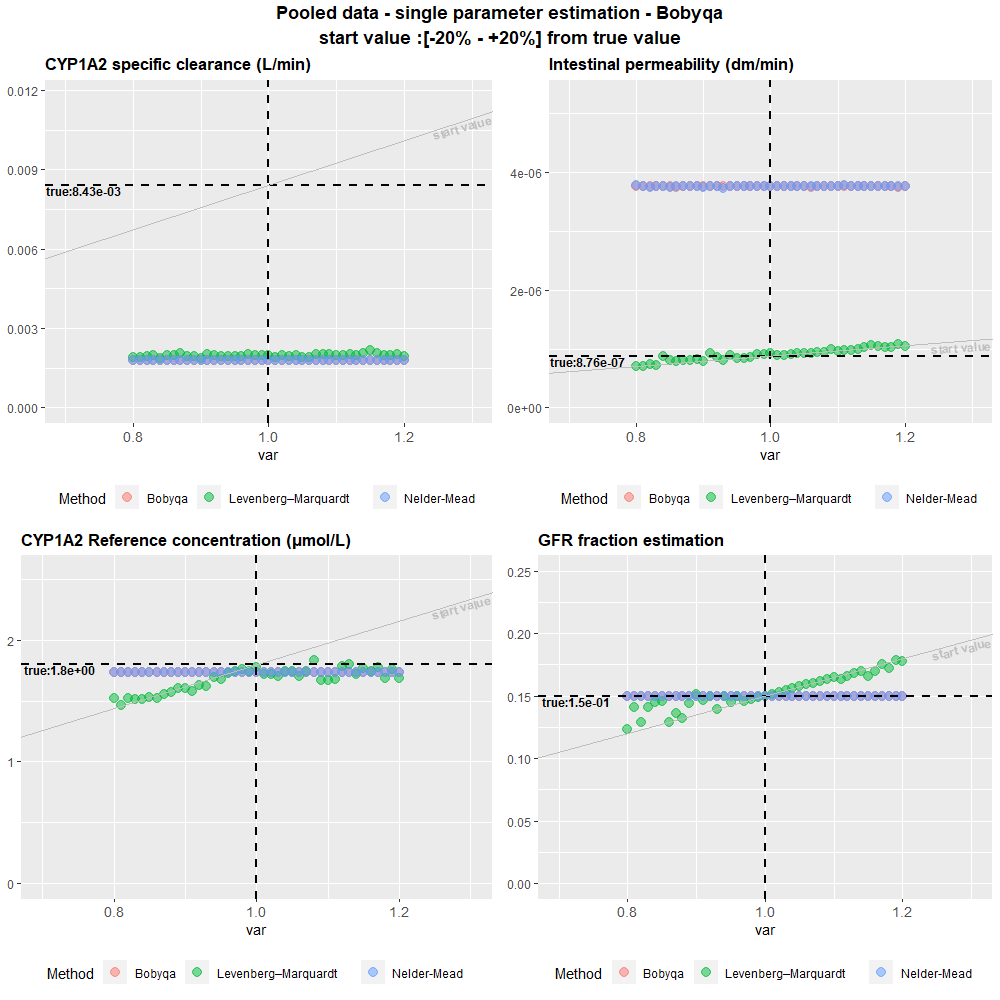 Pooled data - single parameter estimation - Bobyqa
start value :[-20% - +20%] from true value
CYP1A2 specific clearance (L/min)
0.012
0.009
0.006
0.003
0.000
start value
true:8.43e-03
0.8 1.0 1.2
var
Method Bobyqa Levenberg–Marquardt Nelder-Mead
Intestinal permeability (dm/min)
4e-06
2e-06
0e+00
start value
true:8.76e-07
0.8 1.0 1.2
var
Method Bobyqa Levenberg–Marquardt Nelder-Mead
CYP1A2 Reference concentration (µmol/L)
2
1
0
start value
true:1.8e+00
0.8 1.0 1.2
var
Method Bobyqa Levenberg–Marquardt Nelder-Mead
GFR fraction estimation
0.25
0.20
0.15
0.10
0.05
0.00
start value
true:1.5e-01
0.8 1.0 1.2
var
Method Bobyqa Levenberg–Marquardt Nelder-Mead